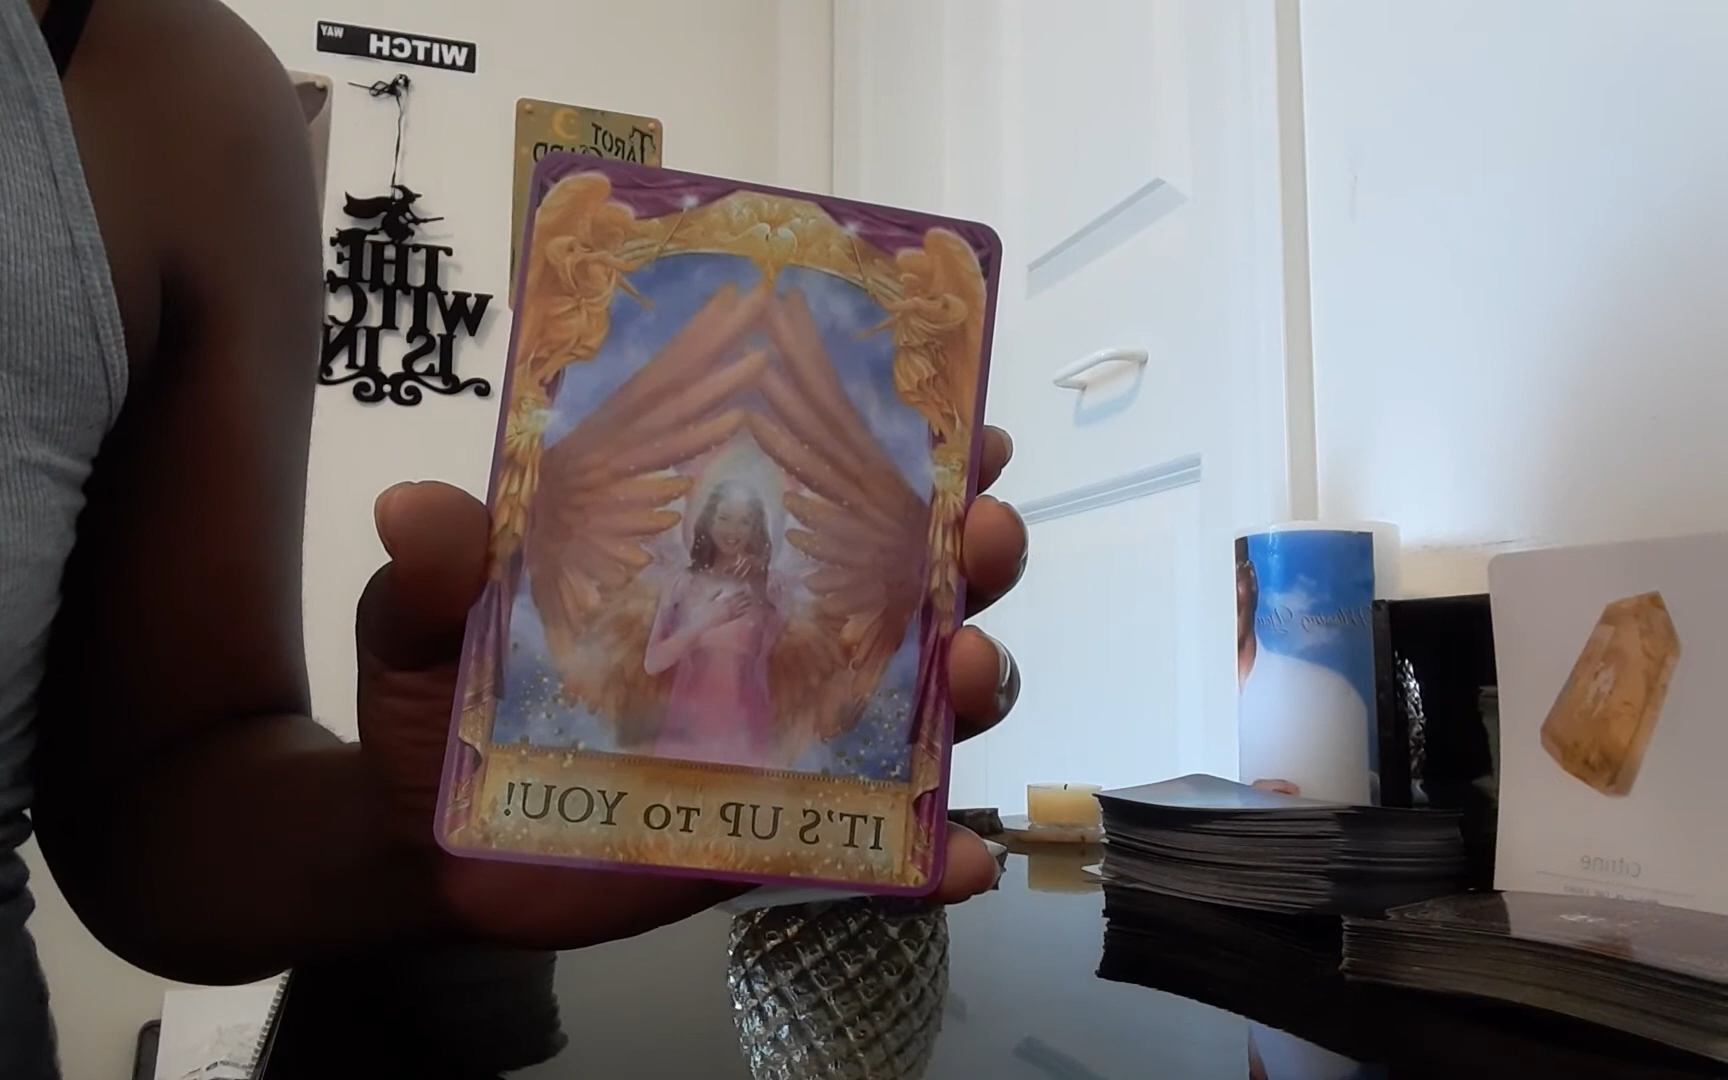 WITCH WAY
TAROT
CARD
THE
WITCH
IS IN
IT'S UP TO YOU!
citrine